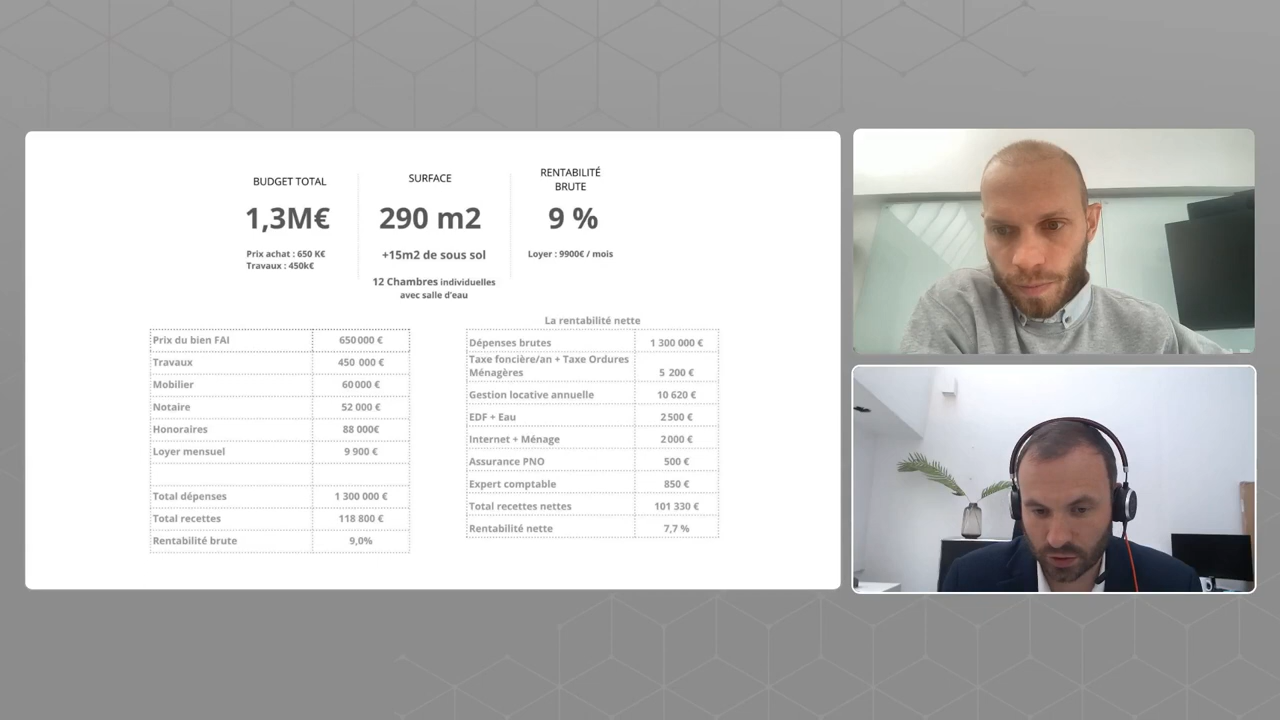 BUDGET TOTAL
1,3M€
Prix achat : 650 K€
Travaux : 450k€
SURFACE
290 m2
+15m2 de sous sol
12 Chambres individuelles
avec salle d'eau
RENTABILITÉ
BRUTE
9 %
Loyer : 9900€ / mois
Prix du bien FAI 650 000 €
Travaux 450 000 €
Mobilier 60 000 €
Notaire 52 000 €
Honoraires 88 000€
Loyer mensuel 9 900 €
Total dépenses 1 300 000 €
Total recettes 118 800 €
Rentabilité brute 9,0%
La rentabilité nette
Dépenses brutes 1 300 000 €
Taxe foncière/an + Taxe Ordures
Ménagères 5 200 €
Gestion locative annuelle 10 620 €
EDF + Eau 2 500 €
Internet + Ménage 2 000 €
Assurance PNO 500 €
Expert comptable 850 €
Total recettes nettes 101 330 €
Rentabilité nette 7,7 %